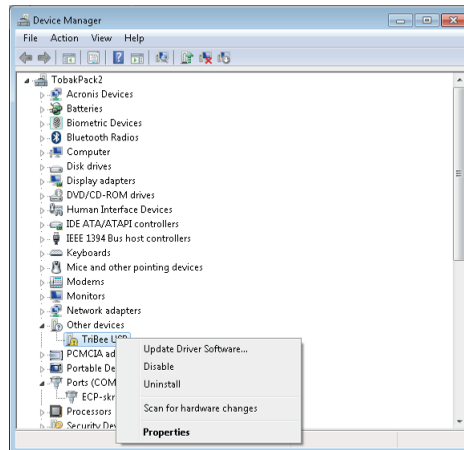 Device Manager
File Action View Help
TobakPack2
Acronis Devices
Batteries
Biometric Devices
Bluetooth Radios
Computer
Disk drives
Display adapters
DVD/CD-ROM drives
Human Interface Devices
IDE ATA/ATAPI controllers
IEEE 1394 Bus host controllers
Keyboards
Mice and other pointing devices
Modems
Monitors
Network adapters
Other devices
TriBee USB
Update Driver Software...
PCMCIA ad
Disable
Portable De
Uninstall
Ports (COM
ECP-skr
Scan for hardware changes
Processors
Security Dev
Properties